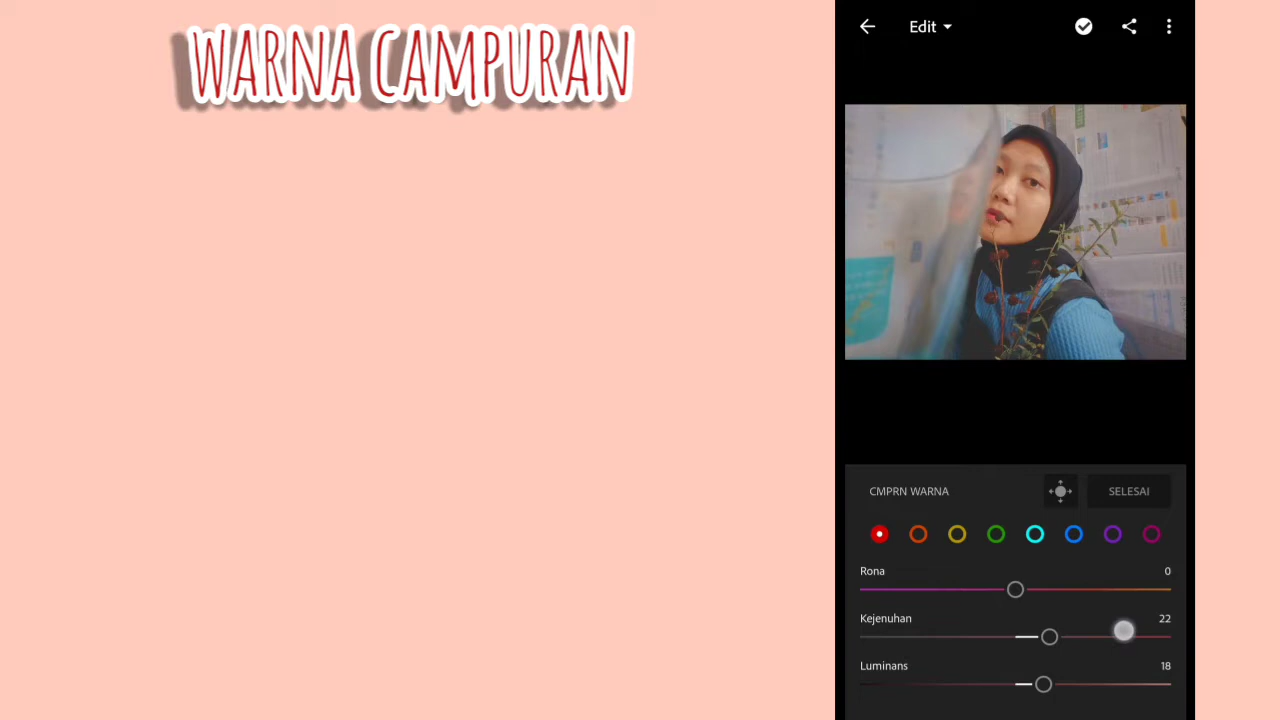 WARNA CAMPURAN
Edit
CMPRN WARNA
SELESAI
Rona 0
Kejenuhan 22
Luminans 18